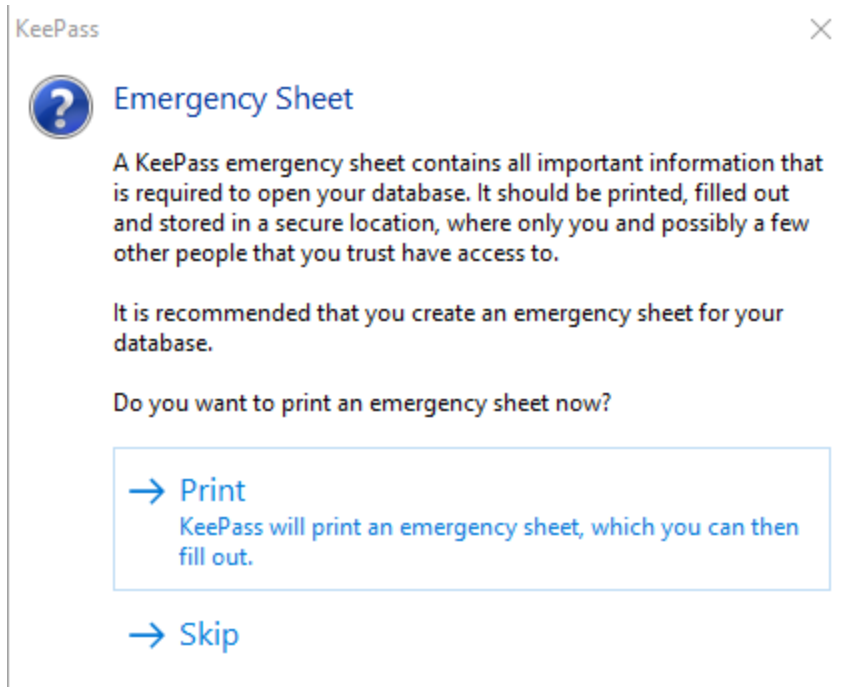 KeePass
Emergency Sheet
A KeePass emergency sheet contains all important information that
is required to open your database. It should be printed, filled out
and stored in a secure location, where only you and possibly a few
other people that you trust have access to.
It is recommended that you create an emergency sheet for your
database.
Do you want to print an emergency sheet now?
Print
KeePass will print an emergency sheet, which you can then
fill out.
Skip